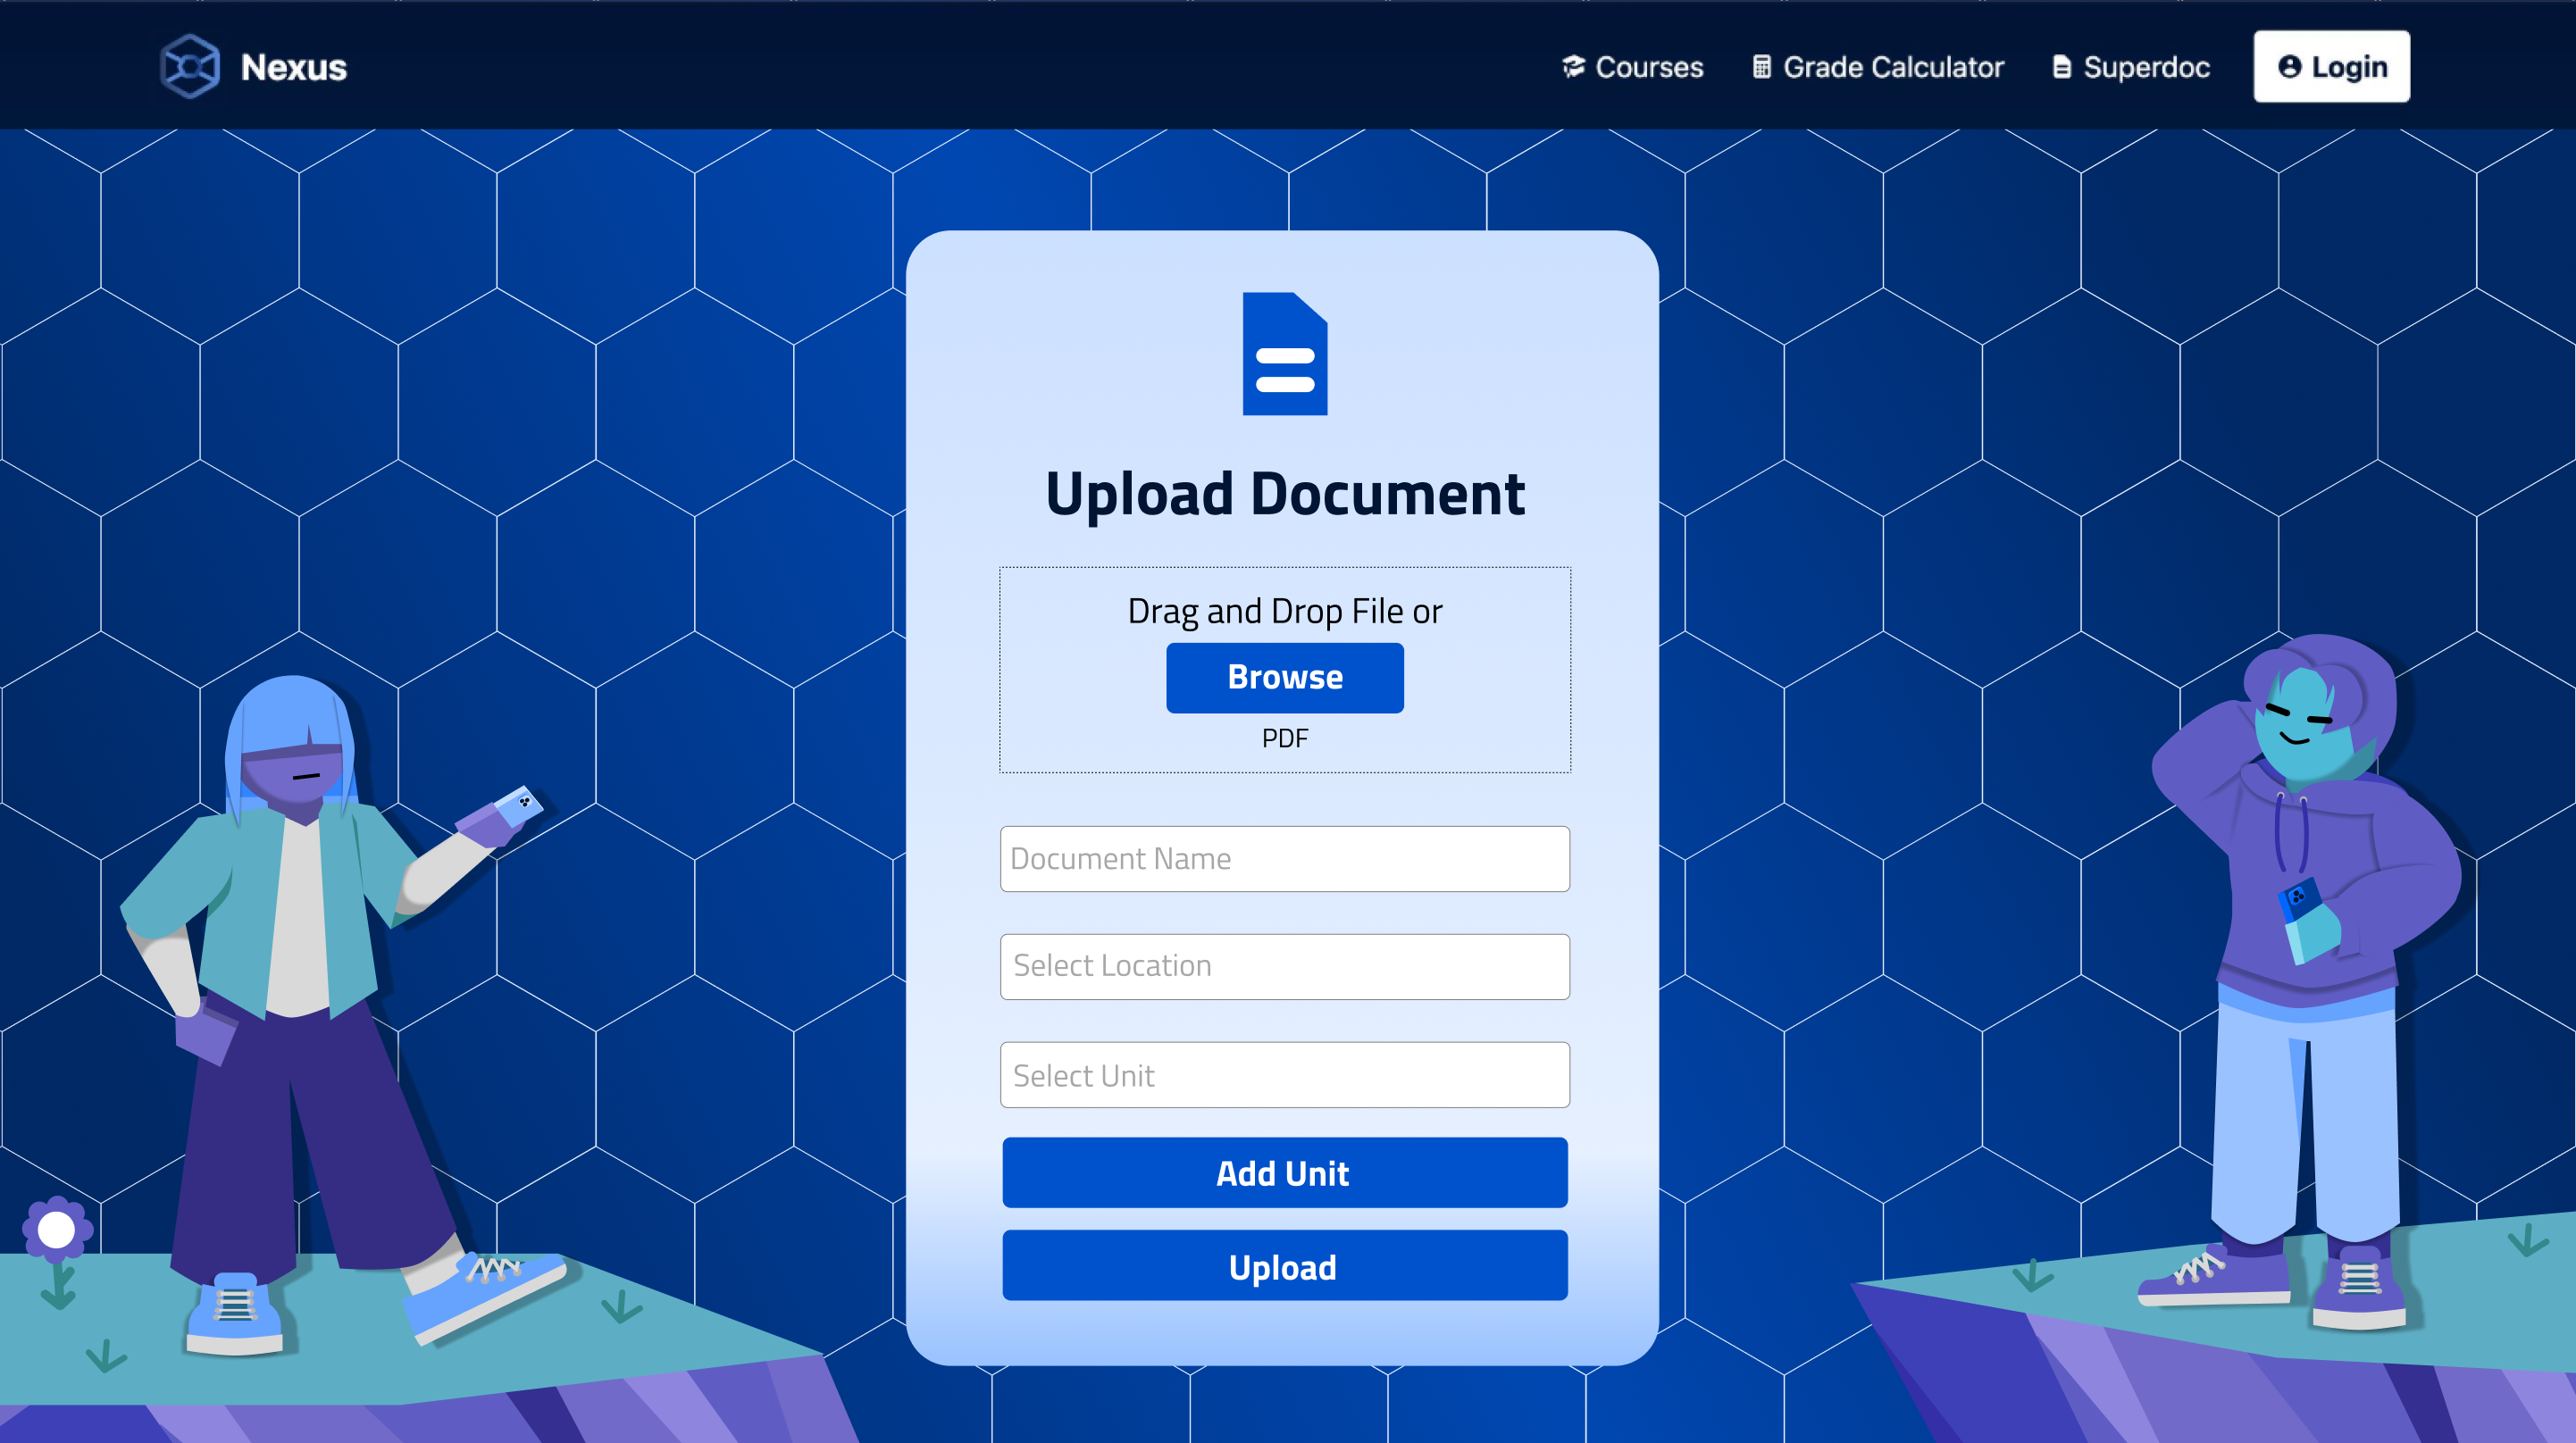 Nexus
Courses
Grade Calculator
Superdoc
Login
Upload Document
Drag and Drop File or
Browse
PDF
Document Name
Select Location
Select Unit
Add Unit
Upload